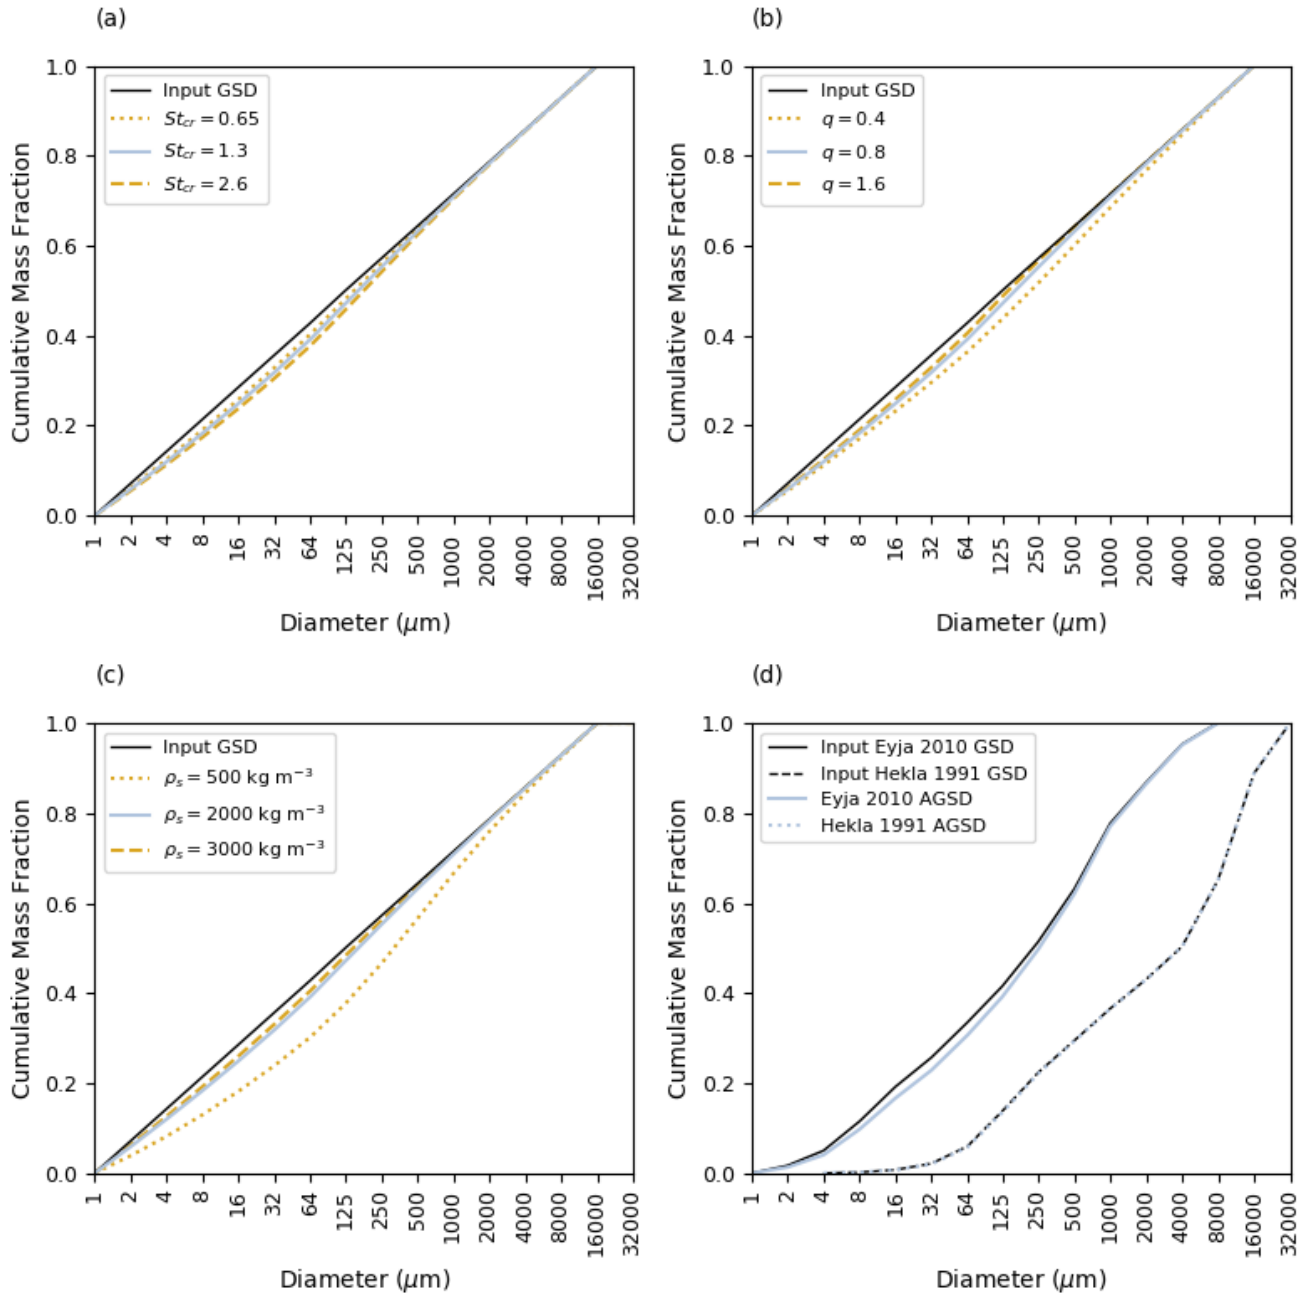 (a)
Cumulative Mass Fraction
1.0
0.8
0.6
0.4
0.2
0.0
Input GSD
St_cr = 0.65
St_cr = 1.3
St_cr = 2.6
1 2 4 8 16 32 64 125 250 500 1000 2000 4000 8000 16000 32000
Diameter (μm)
(b)
Cumulative Mass Fraction
1.0
0.8
0.6
0.4
0.2
0.0
Input GSD
q = 0.4
q = 0.8
q = 1.6
1 2 4 8 16 32 64 125 250 500 1000 2000 4000 8000 16000 32000
Diameter (μm)
(c)
Cumulative Mass Fraction
1.0
0.8
0.6
0.4
0.2
0.0
Input GSD
ρ_s = 500 kg m⁻³
ρ_s = 2000 kg m⁻³
ρ_s = 3000 kg m⁻³
1 2 4 8 16 32 64 125 250 500 1000 2000 4000 8000 16000 32000
Diameter (μm)
(d)
Cumulative Mass Fraction
1.0
0.8
0.6
0.4
0.2
0.0
Input Eyja 2010 GSD
Input Hekla 1991 GSD
Eyja 2010 AGSD
Hekla 1991 AGSD
1 2 4 8 16 32 64 125 250 500 1000 2000 4000 8000 16000 32000
Diameter (μm)